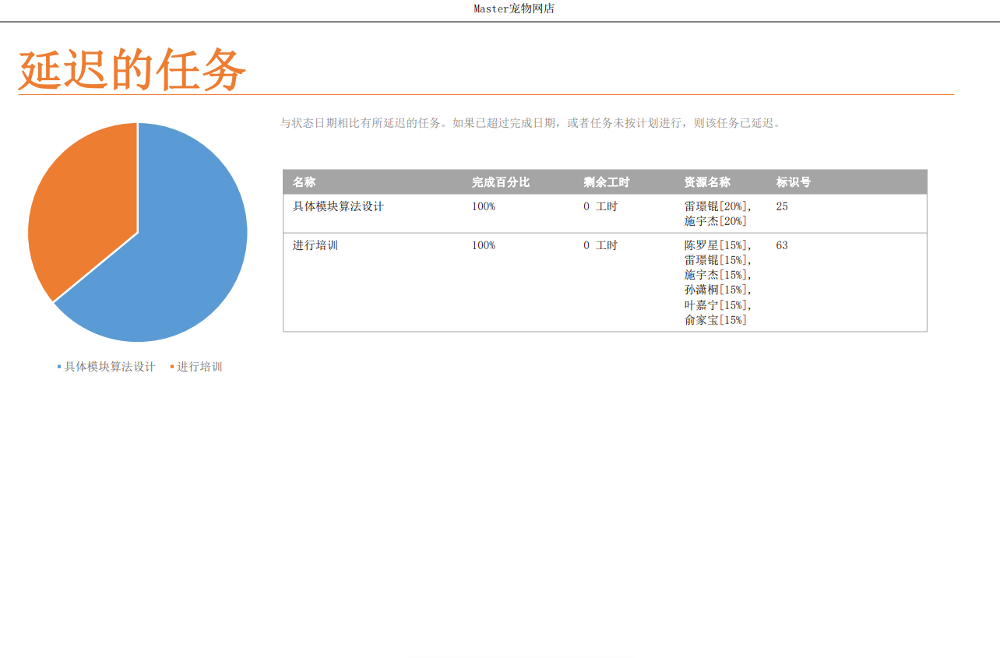 Master宠物网店
延迟的任务
与状态日期相比有所延迟的任务。如果已超过完成日期，或者任务未按计划进行，则该任务已延迟。
名称 完成百分比 剩余工时 资源名称 标识号
具体模块算法设计 100% 0 工时 雷璟锟[20%], 25
施宇杰[20%]
进行培训 100% 0 工时 陈罗星[15%], 63
雷璟锟[15%],
施宇杰[15%],
孙潇桐[15%],
叶嘉宁[15%],
俞家宝[15%]
具体模块算法设计 进行培训